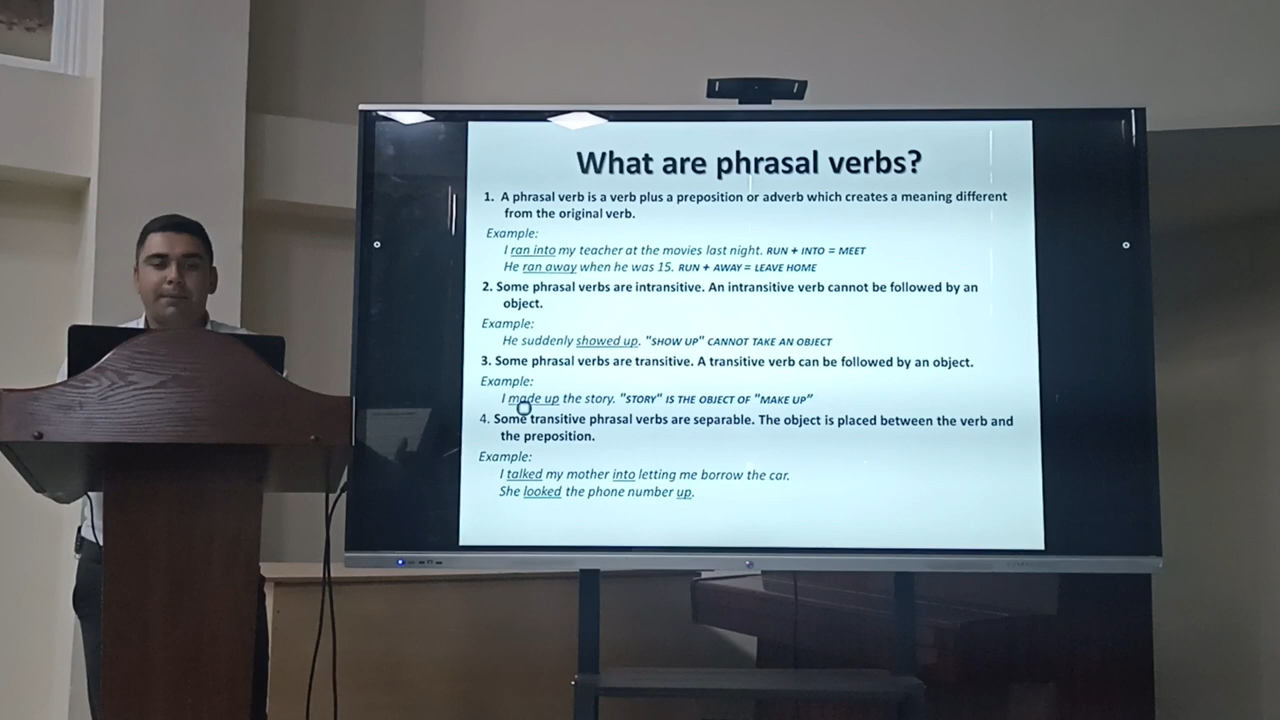 What are phrasal verbs?
1. A phrasal verb is a verb plus a preposition or adverb which creates a meaning different
from the original verb.
Example:
I ran into my teacher at the movies last night. RUN + INTO = MEET
He ran away when he was 15. RUN + AWAY = LEAVE HOME
2. Some phrasal verbs are intransitive. An intransitive verb cannot be followed by an
object.
Example:
He suddenly showed up. "SHOW UP" CANNOT TAKE AN OBJECT
3. Some phrasal verbs are transitive. A transitive verb can be followed by an object.
Example:
I made up the story. "STORY" IS THE OBJECT OF "MAKE UP"
4. Some transitive phrasal verbs are separable. The object is placed between the verb and
the preposition.
Example:
I talked my mother into letting me borrow the car.
She looked the phone number up.